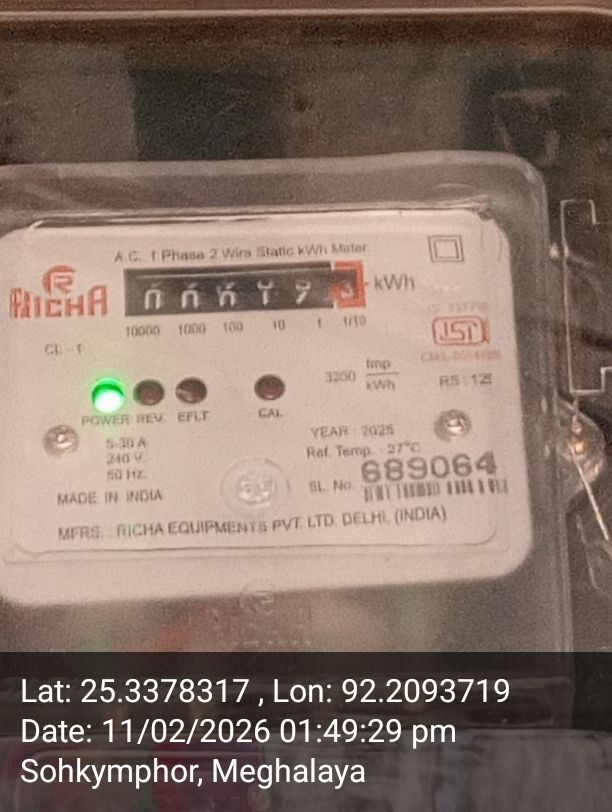 A.C. 1 Phase 2 Wire Static kWh Meter
RICHA
kWh
10000 1000 100 10 1 1/10
CL-1
3200 Imp/kWh
RS : 125
POWER REV. EFLT CAL
5-30 A
240 V.
50 Hz.
YEAR : 2025
Ref. Temp. : 27°C
SL. No. 689064
MADE IN INDIA
MFRS. : RICHA EQUIPMENTS PVT. LTD. DELHI, (INDIA)
Lat: 25.3378317 , Lon: 92.2093719
Date: 11/02/2026 01:49:29 pm
Sohkymphor, Meghalaya